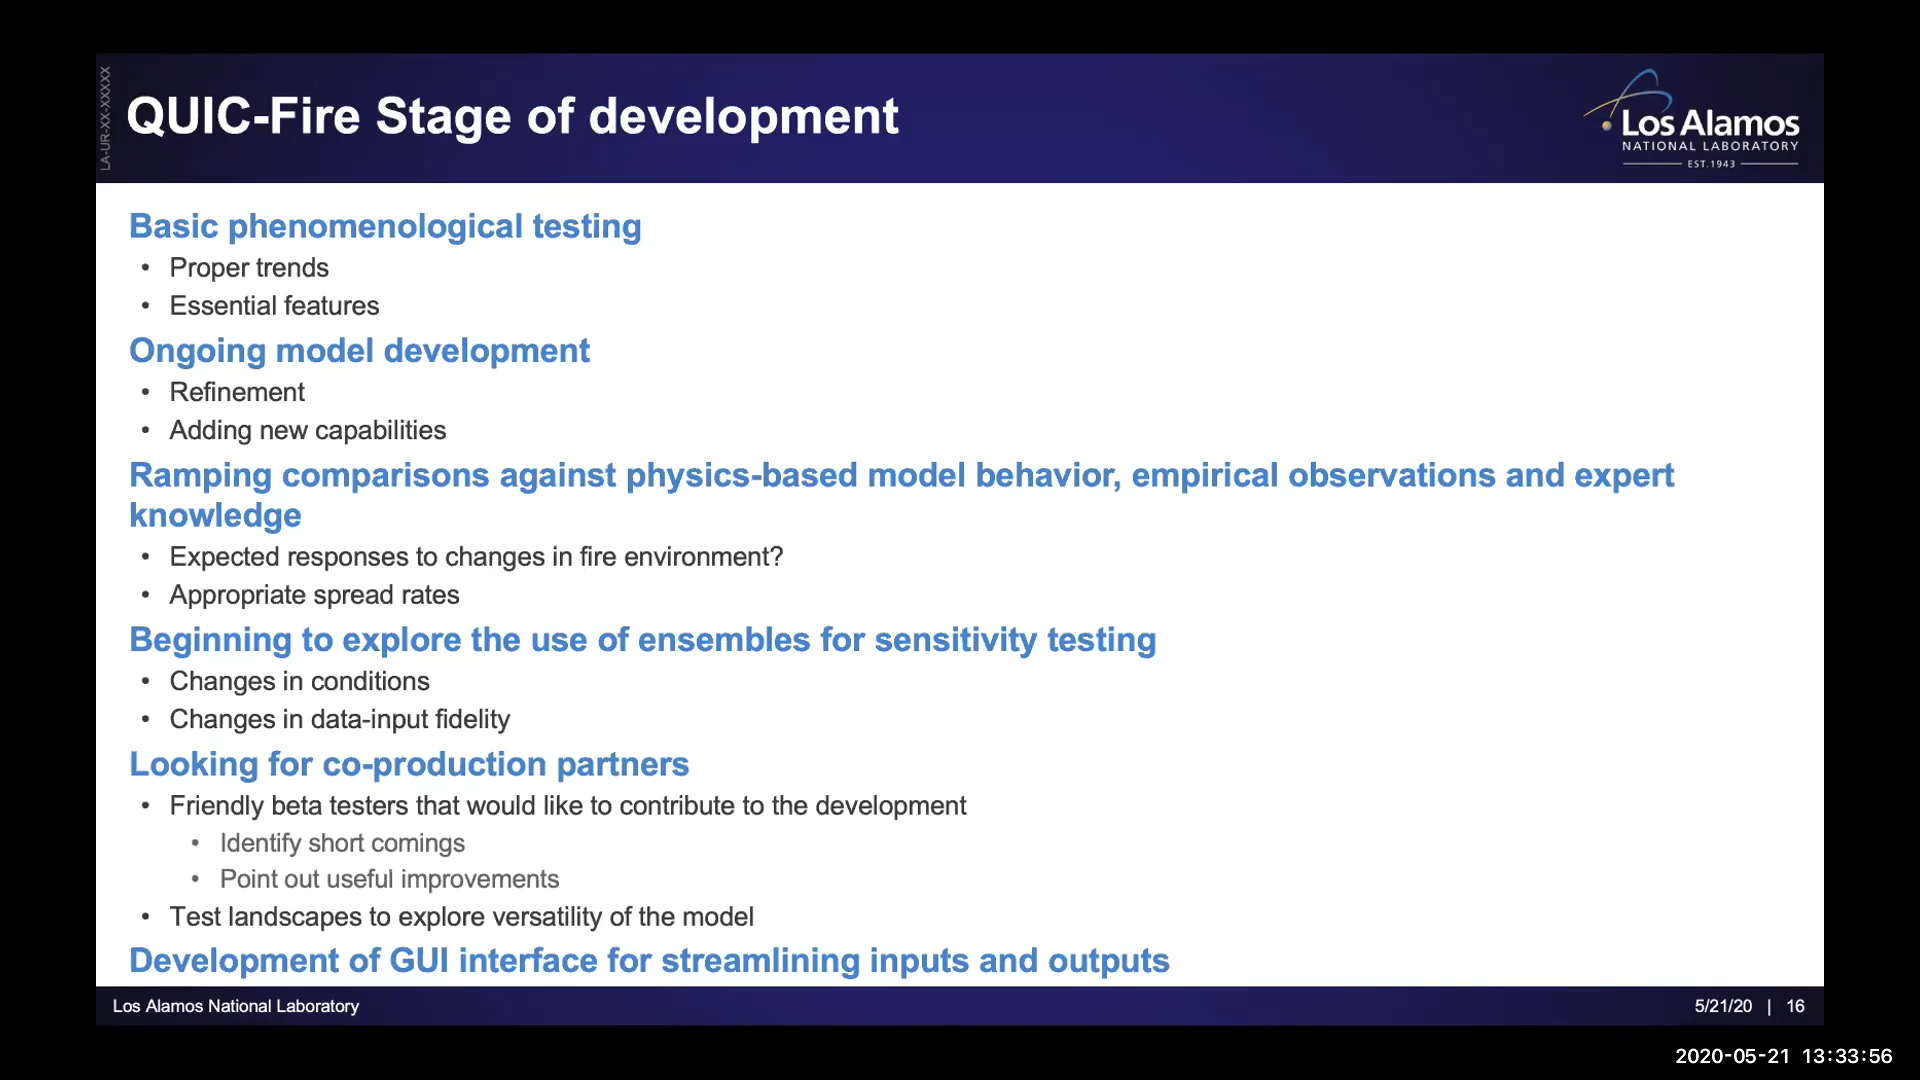 LA-UR-XX-XXXXX
QUIC-Fire Stage of development
Los Alamos
NATIONAL LABORATORY
EST.1943
Basic phenomenological testing
• Proper trends
• Essential features
Ongoing model development
• Refinement
• Adding new capabilities
Ramping comparisons against physics-based model behavior, empirical observations and expert
knowledge
• Expected responses to changes in fire environment?
• Appropriate spread rates
Beginning to explore the use of ensembles for sensitivity testing
• Changes in conditions
• Changes in data-input fidelity
Looking for co-production partners
• Friendly beta testers that would like to contribute to the development
• Identify short comings
• Point out useful improvements
• Test landscapes to explore versatility of the model
Development of GUI interface for streamlining inputs and outputs
Los Alamos National Laboratory
5/21/20 | 16
2020-05-21 13:33:56